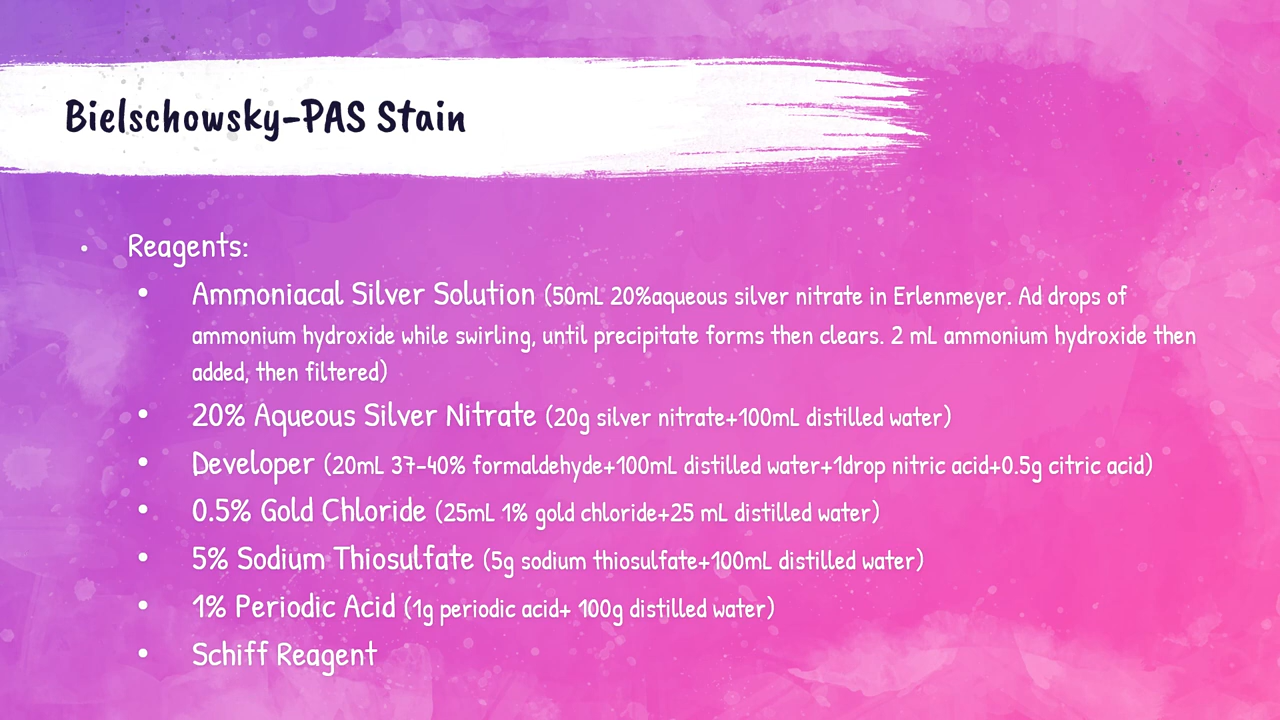 Bielschowsky-PAS Stain
• Reagents:
• Ammoniacal Silver Solution (50mL 20%aqueous silver nitrate in Erlenmeyer. Ad drops of
ammonium hydroxide while swirling, until precipitate forms then clears. 2 mL ammonium hydroxide then
added, then filtered)
• 20% Aqueous Silver Nitrate (20g silver nitrate+100mL distilled water)
• Developer (20mL 37-40% formaldehyde+100mL distilled water+1drop nitric acid+0.5g citric acid)
• 0.5% Gold Chloride (25mL 1% gold chloride+25 mL distilled water)
• 5% Sodium Thiosulfate (5g sodium thiosulfate+100mL distilled water)
• 1% Periodic Acid (1g periodic acid+ 100g distilled water)
• Schiff Reagent